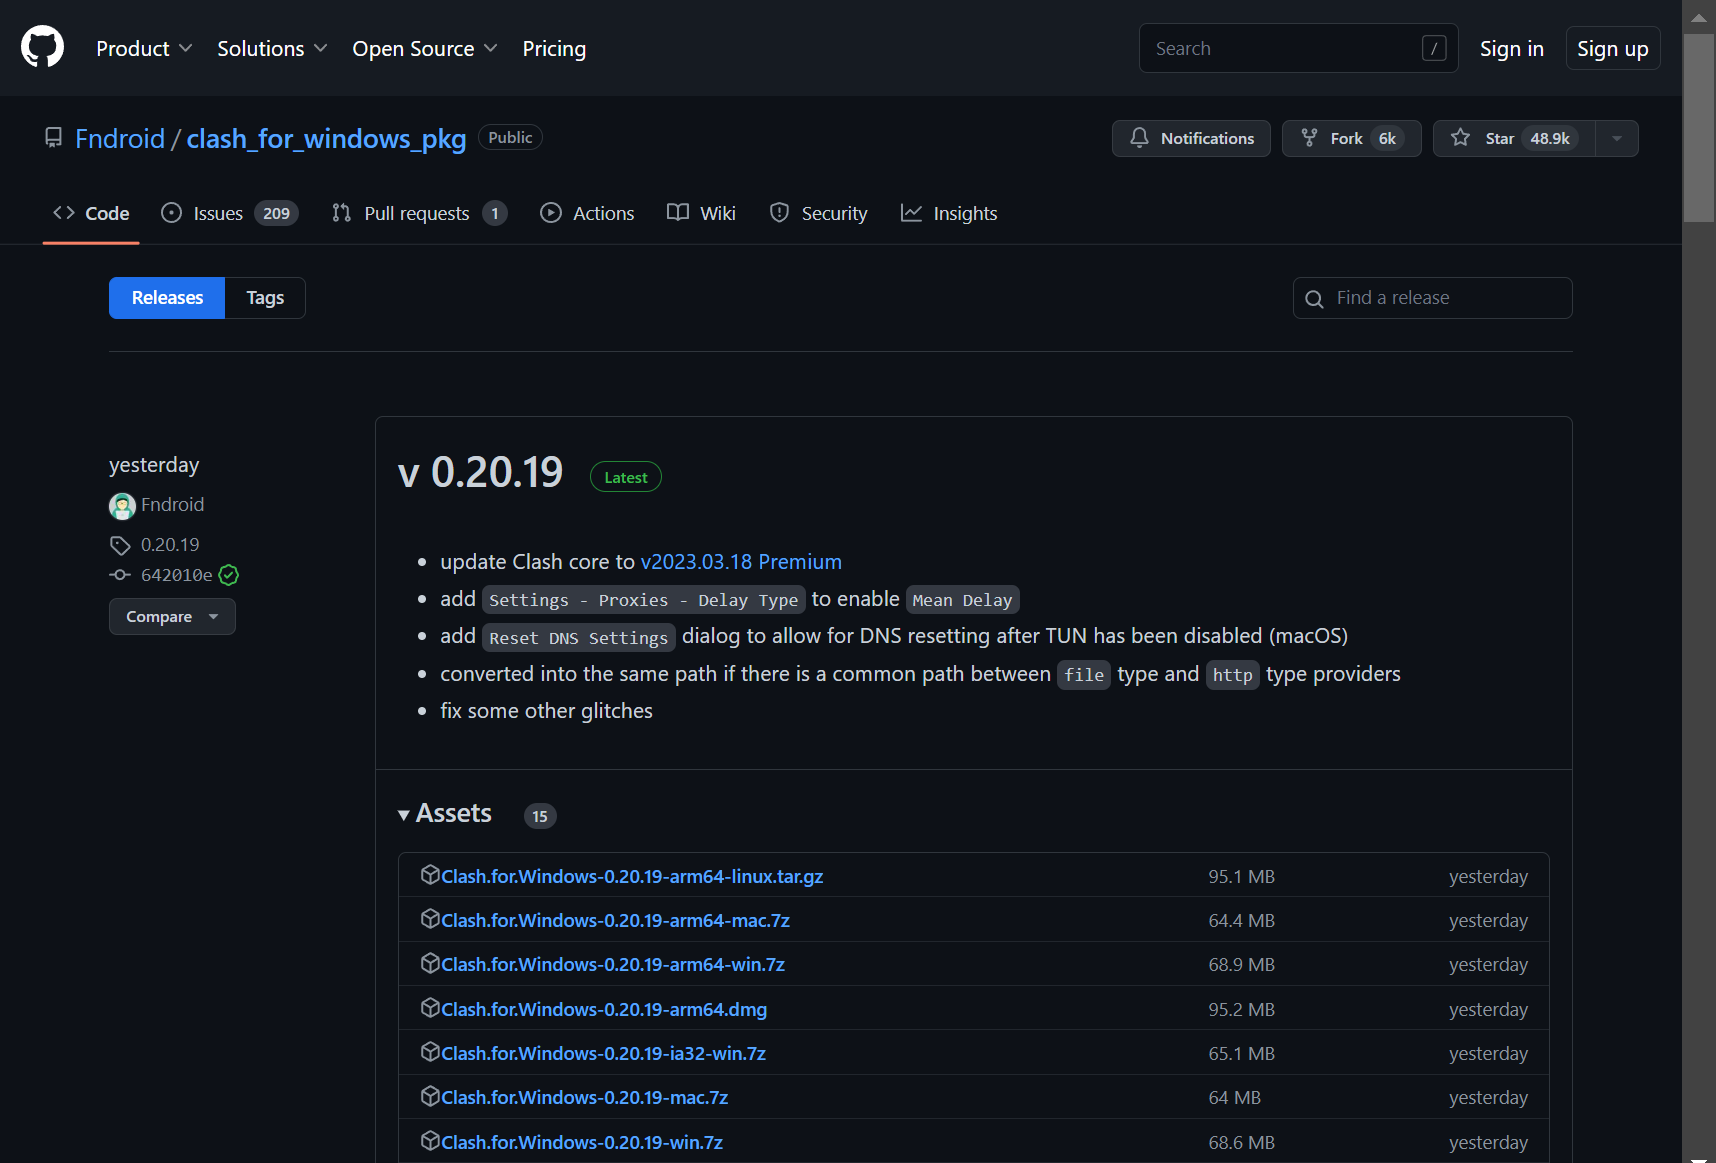 Product Solutions Open Source Pricing Search / Sign in Sign up
Fndroid / clash_for_windows_pkg Public Notifications Fork 6k Star 48.9k
Code Issues 209 Pull requests 1 Actions Wiki Security Insights
Releases Tags Find a release
yesterday
Fndroid
0.20.19
642010e
Compare
v 0.20.19 Latest
update Clash core to v2023.03.18 Premium
add Settings - Proxies - Delay Type to enable Mean Delay
add Reset DNS Settings dialog to allow for DNS resetting after TUN has been disabled (macOS)
converted into the same path if there is a common path between file type and http type providers
fix some other glitches
Assets 15
Clash.for.Windows-0.20.19-arm64-linux.tar.gz 95.1 MB yesterday
Clash.for.Windows-0.20.19-arm64-mac.7z 64.4 MB yesterday
Clash.for.Windows-0.20.19-arm64-win.7z 68.9 MB yesterday
Clash.for.Windows-0.20.19-arm64.dmg 95.2 MB yesterday
Clash.for.Windows-0.20.19-ia32-win.7z 65.1 MB yesterday
Clash.for.Windows-0.20.19-mac.7z 64 MB yesterday
Clash.for.Windows-0.20.19-win.7z 68.6 MB yesterday